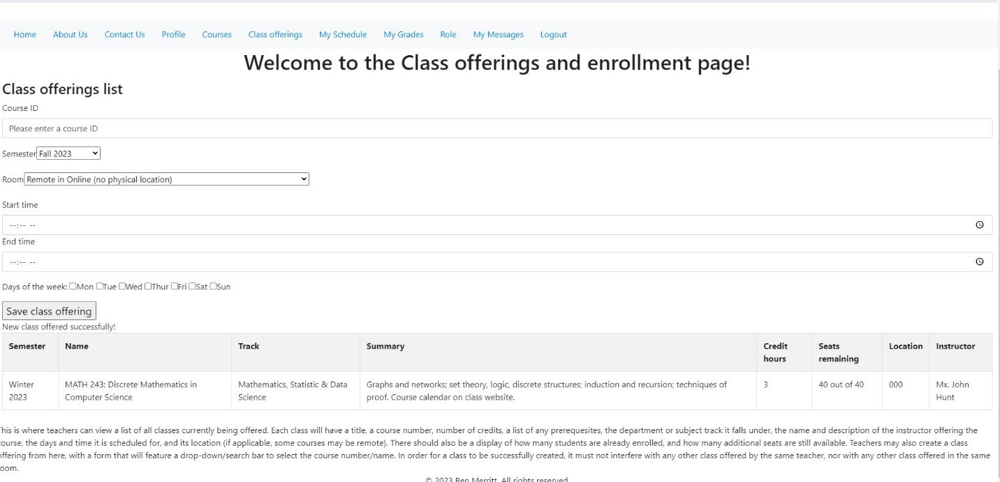 Home About Us Contact Us Profile Courses Class offerings My Schedule My Grades Role My Messages Logout
Welcome to the Class offerings and enrollment page!
Class offerings list
Course ID
Please enter a course ID
Semester Fall 2023
Room Remote in Online (no physical location)
Start time
--:-- --
End time
--:-- --
Days of the week: Mon Tue Wed Thur Fri Sat Sun
Save class offering
New class offered successfully!
Semester Name Track Summary Credit hours Seats remaining Location Instructor
Winter 2023 MATH 243: Discrete Mathematics in Computer Science Mathematics, Statistic & Data Science Graphs and networks; set theory, logic, discrete structures; induction and recursion; techniques of proof. Course calendar on class website. 3 40 out of 40 000 Mx. John Hunt
This is where teachers can view a list of all classes currently being offered. Each class will have a title, a course number, number of credits, a list of any prerequesites, the department or subject track it falls under, the name and description of the instructor offering the
course, the days and time it is scheduled for, and its location (if applicable, some courses may be remote). There should also be a display of how many students are already enrolled, and how many additional seats are still available. Teachers may also create a class
offering from here, with a form that will feature a drop-down/search bar to select the course number/name. In order for a class to be successfully created, it must not interfere with any other class offered by the same teacher, nor with any other class offered in the same
room.
© 2023 Ben Merritt. All rights reserved.